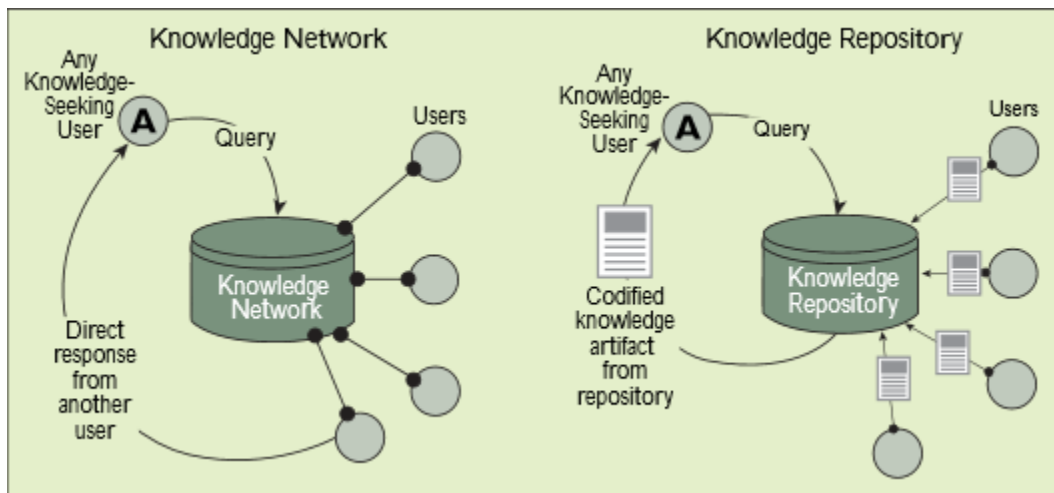 Knowledge Network
Any
Knowledge-
Seeking
User
A
Query
Users
Knowledge
Network
Direct
response
from
another
user
Knowledge Repository
Any
Knowledge-
Seeking
User
A
Query
Users
Knowledge
Repository
Codified
knowledge
artifact
from
repository